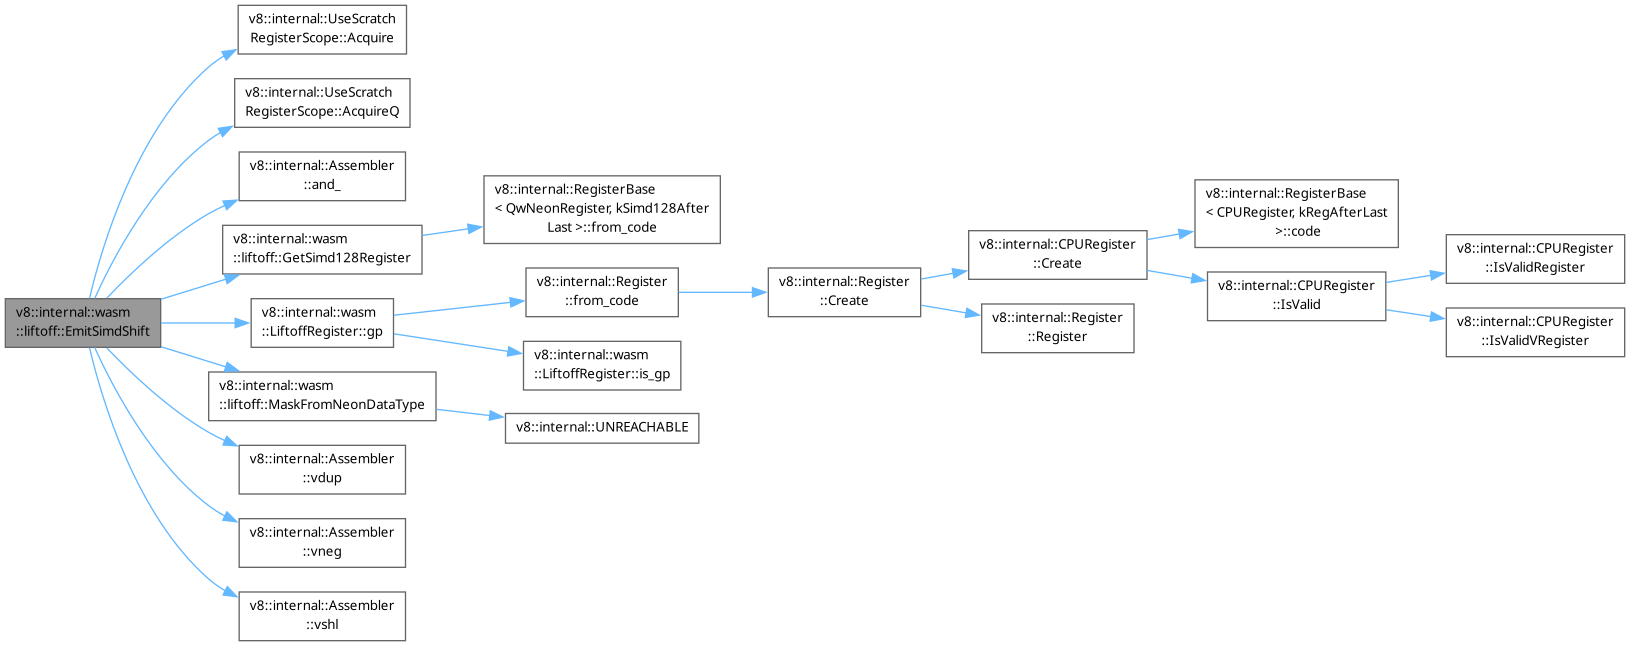 v8::internal::wasm
::liftoff::EmitSimdShift
v8::internal::UseScratch
RegisterScope::Acquire
v8::internal::UseScratch
RegisterScope::AcquireQ
v8::internal::Assembler
::and_
v8::internal::wasm
::liftoff::GetSimd128Register
v8::internal::RegisterBase
< QwNeonRegister, kSimd128After
Last >::from_code
v8::internal::wasm
::LiftoffRegister::gp
v8::internal::Register
::from_code
v8::internal::Register
::Create
v8::internal::CPURegister
::Create
v8::internal::RegisterBase
< CPURegister, kRegAfterLast
>::code
v8::internal::CPURegister
::IsValid
v8::internal::CPURegister
::IsValidRegister
v8::internal::CPURegister
::IsValidVRegister
v8::internal::Register
::Register
v8::internal::wasm
::LiftoffRegister::is_gp
v8::internal::wasm
::liftoff::MaskFromNeonDataType
v8::internal::UNREACHABLE
v8::internal::Assembler
::vdup
v8::internal::Assembler
::vneg
v8::internal::Assembler
::vshl